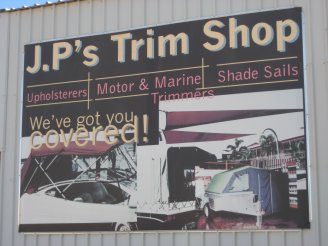 J.P's Trim Shop
Upholsterers Motor & Marine Trimmers Shade Sails
We've got you
covered!